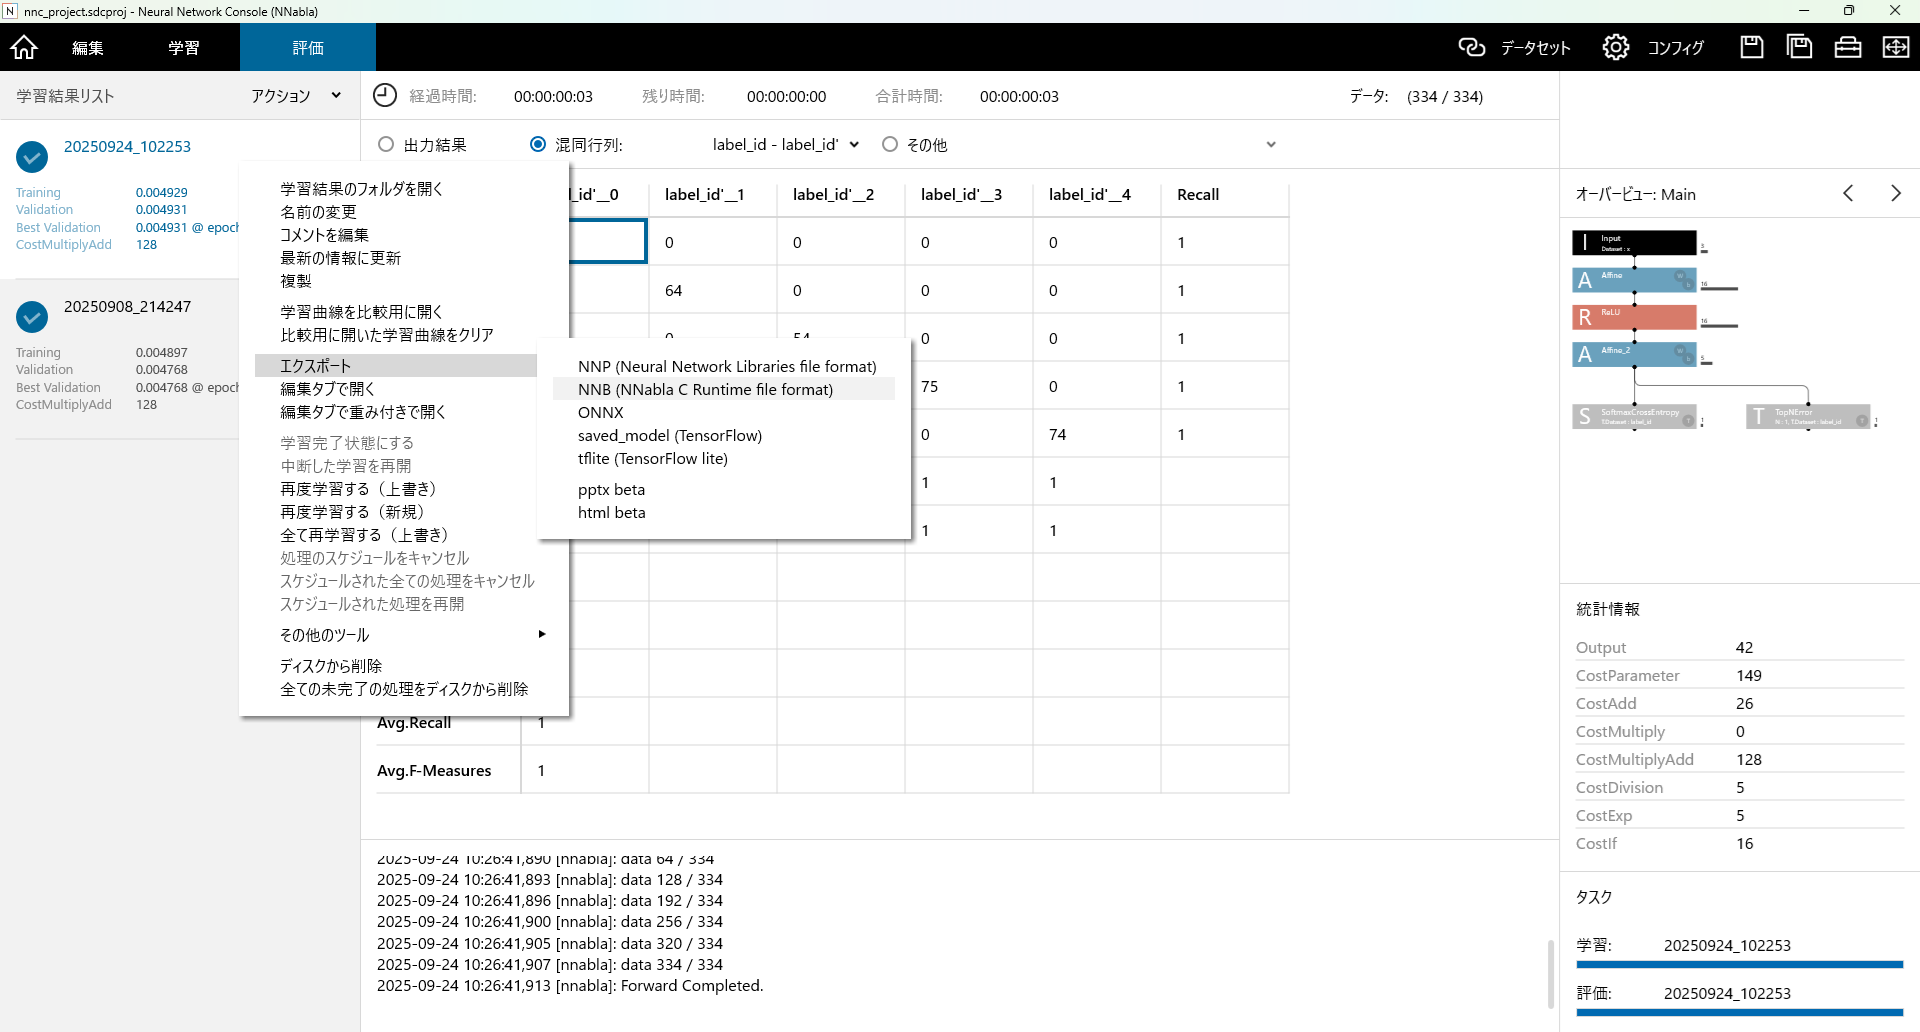 nnc_project.sdcproj - Neural Network Console (NNabla)
編集 学習 評価 データセット コンフィグ
学習結果リスト アクション
経過時間: 00:00:00:03 残り時間: 00:00:00:00 合計時間: 00:00:00:03 データ: (334 / 334)
出力結果 混同行列: label_id - label_id' その他
20250924_102253
Training 0.004929
Validation 0.004931
Best Validation 0.004931 @ epoch
CostMultiplyAdd 128
20250908_214247
Training 0.004897
Validation 0.004768
Best Validation 0.004768 @ epoch
CostMultiplyAdd 128
学習結果のフォルダを開く
名前の変更
コメントを編集
最新の情報に更新
複製
学習曲線を比較用に開く
比較用に開いた学習曲線をクリア
エクスポート
編集タブで開く
編集タブで重み付きで開く
学習完了状態にする
中断した学習を再開
再度学習する（上書き）
再度学習する（新規）
全て再学習する（上書き）
処理のスケジュールをキャンセル
スケジュールされた全ての処理をキャンセル
スケジュールされた処理を再開
その他のツール
ディスクから削除
全ての未完了の処理をディスクから削除
NNP (Neural Network Libraries file format)
NNB (NNabla C Runtime file format)
ONNX
saved_model (TensorFlow)
tflite (TensorFlow lite)
pptx beta
html beta
l_id'__0 label_id'__1 label_id'__2 label_id'__3 label_id'__4 Recall
0 0 0 0 1
64 0 0 0 1
0 54 0 0 1
75 0 1
0 74 1
1 1
1 1
Avg.Recall 1
Avg.F-Measures 1
2025-09-24 10:26:41,890 [nnabla]: data 64 / 334
2025-09-24 10:26:41,893 [nnabla]: data 128 / 334
2025-09-24 10:26:41,896 [nnabla]: data 192 / 334
2025-09-24 10:26:41,900 [nnabla]: data 256 / 334
2025-09-24 10:26:41,905 [nnabla]: data 320 / 334
2025-09-24 10:26:41,907 [nnabla]: data 334 / 334
2025-09-24 10:26:41,913 [nnabla]: Forward Completed.
オーバービュー: Main
I Input
Dataset : x
3
A Affine
16
R ReLU
16
A Affine_2
5
S SoftmaxCrossEntropy
T.Dataset : label_id
1
T TopNError
N : 1, T.Dataset : label_id
1
統計情報
Output 42
CostParameter 149
CostAdd 26
CostMultiply 0
CostMultiplyAdd 128
CostDivision 5
CostExp 5
CostIf 16
タスク
学習: 20250924_102253
評価: 20250924_102253